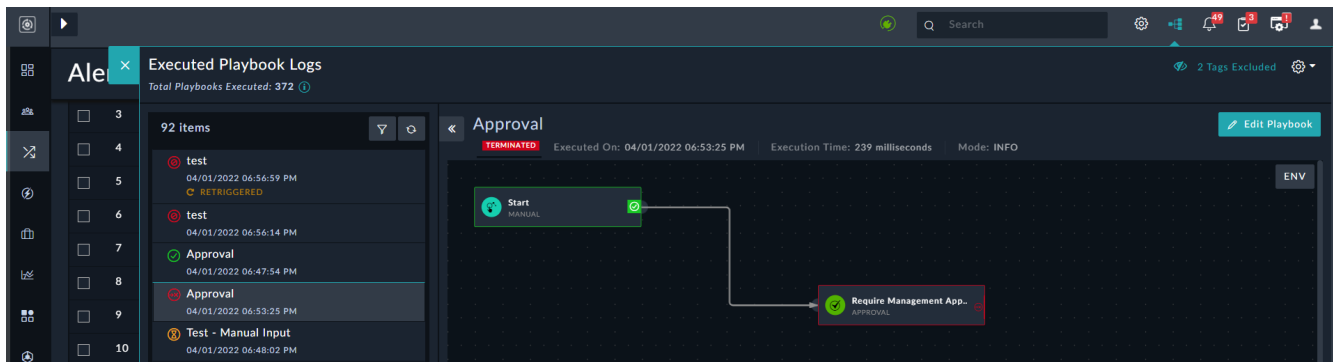 Search
49
3
!
Aler
Executed Playbook Logs
Total Playbooks Executed: 372
2 Tags Excluded
3
4
5
6
7
8
9
10
92 items
test
04/01/2022 06:56:59 PM
RETRIGGERED
test
04/01/2022 06:56:14 PM
Approval
04/01/2022 06:47:54 PM
Approval
04/01/2022 06:53:25 PM
Test - Manual Input
04/01/2022 06:48:02 PM
Approval
Edit Playbook
TERMINATED Executed On: 04/01/2022 06:53:25 PM Execution Time: 239 milliseconds Mode: INFO
ENV
Start
MANUAL
Require Management App..
APPROVAL